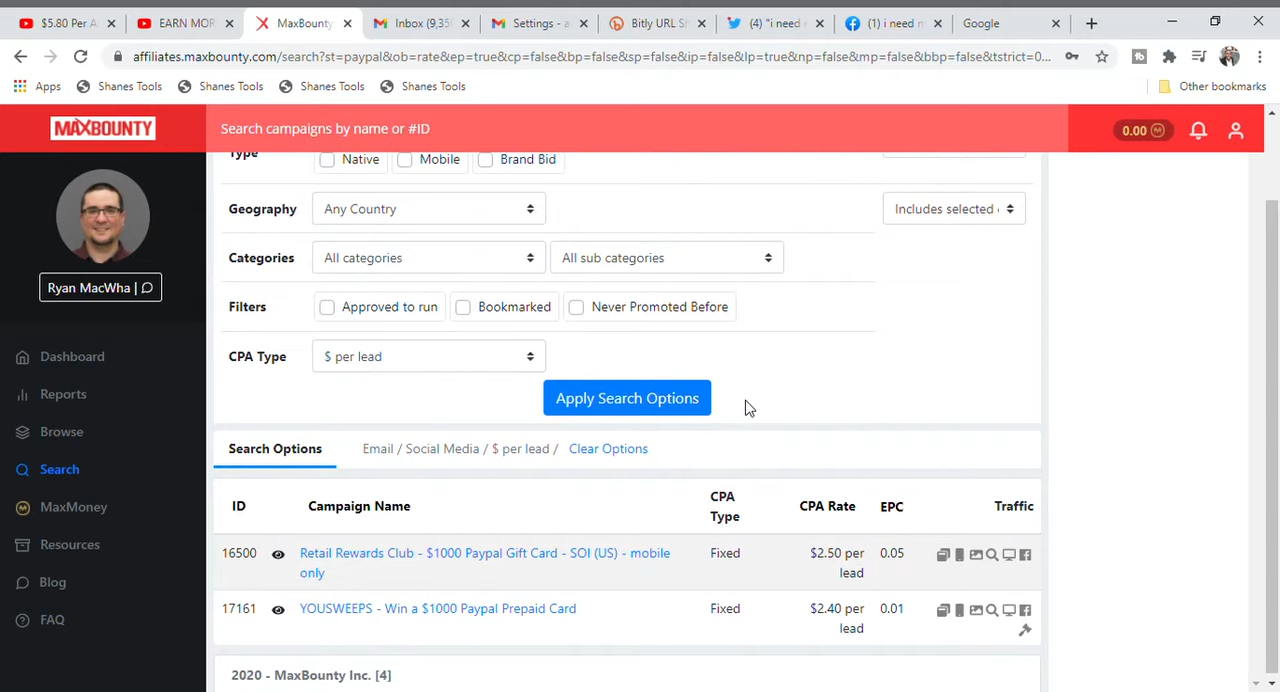 $5.80 Per A
EARN MOR
MaxBounty
Inbox (9,35
Settings - a
Bitly URL Sh
(4) "i need
(1) i need m
Google
affiliates.maxbounty.com/search?st=paypal&ob=rate&ep=true&cp=false&bp=false&sp=false&ip=false&lp=true&np=false&mp=false&bbp=false&tstrict=0...
Apps
Shanes Tools
Shanes Tools
Shanes Tools
Shanes Tools
Other bookmarks
MAXBOUNTY
Search campaigns by name or #ID
0.00
Ryan MacWha |
Dashboard
Reports
Browse
Search
MaxMoney
Resources
Blog
FAQ
Type
Native
Mobile
Brand Bid
Geography
Any Country
Includes selected
Categories
All categories
All sub categories
Filters
Approved to run
Bookmarked
Never Promoted Before
CPA Type
$ per lead
Apply Search Options
Search Options
Email / Social Media / $ per lead /
Clear Options
ID
Campaign Name
CPA
Type
CPA Rate
EPC
Traffic
16500
Retail Rewards Club - $1000 Paypal Gift Card - SOI (US) - mobile
only
Fixed
$2.50 per
lead
0.05
17161
YOUSWEEPS - Win a $1000 Paypal Prepaid Card
Fixed
$2.40 per
lead
0.01
2020 - MaxBounty Inc. [4]